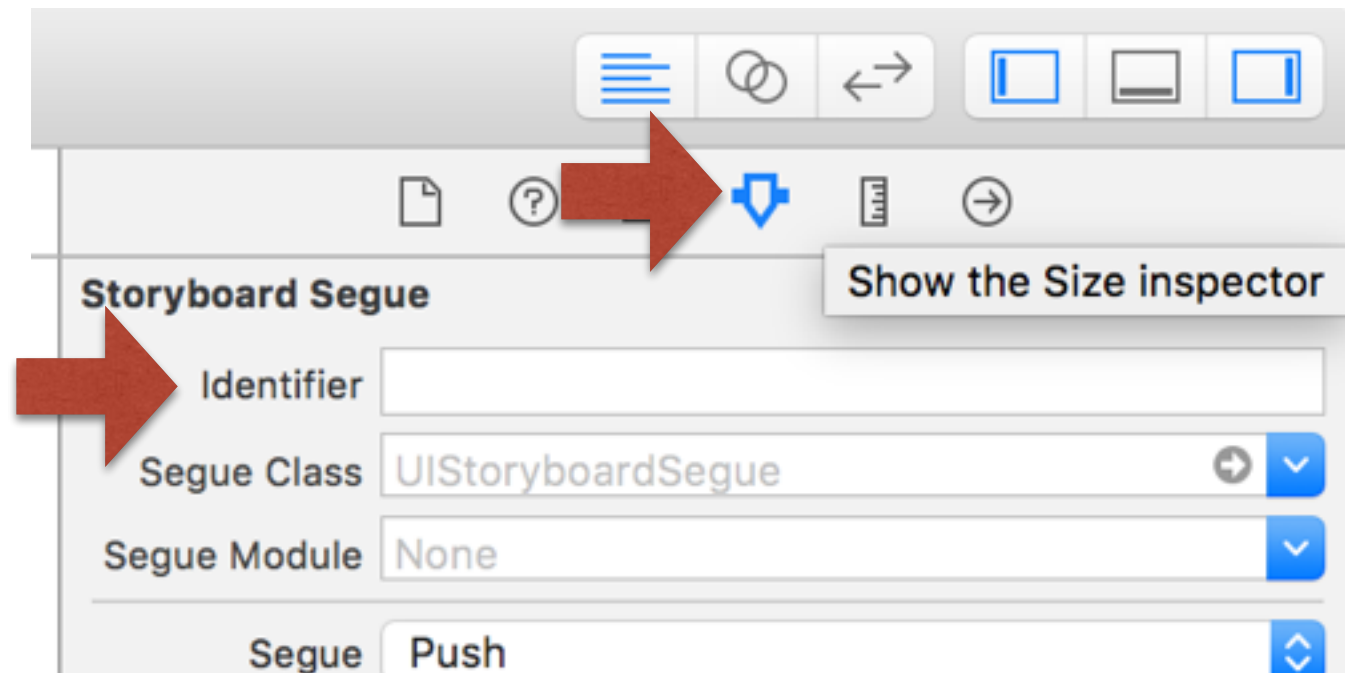 Show the Size inspector
Storyboard Segue
Identifier
Segue Class UIStoryboardSegue
Segue Module None
Segue Push